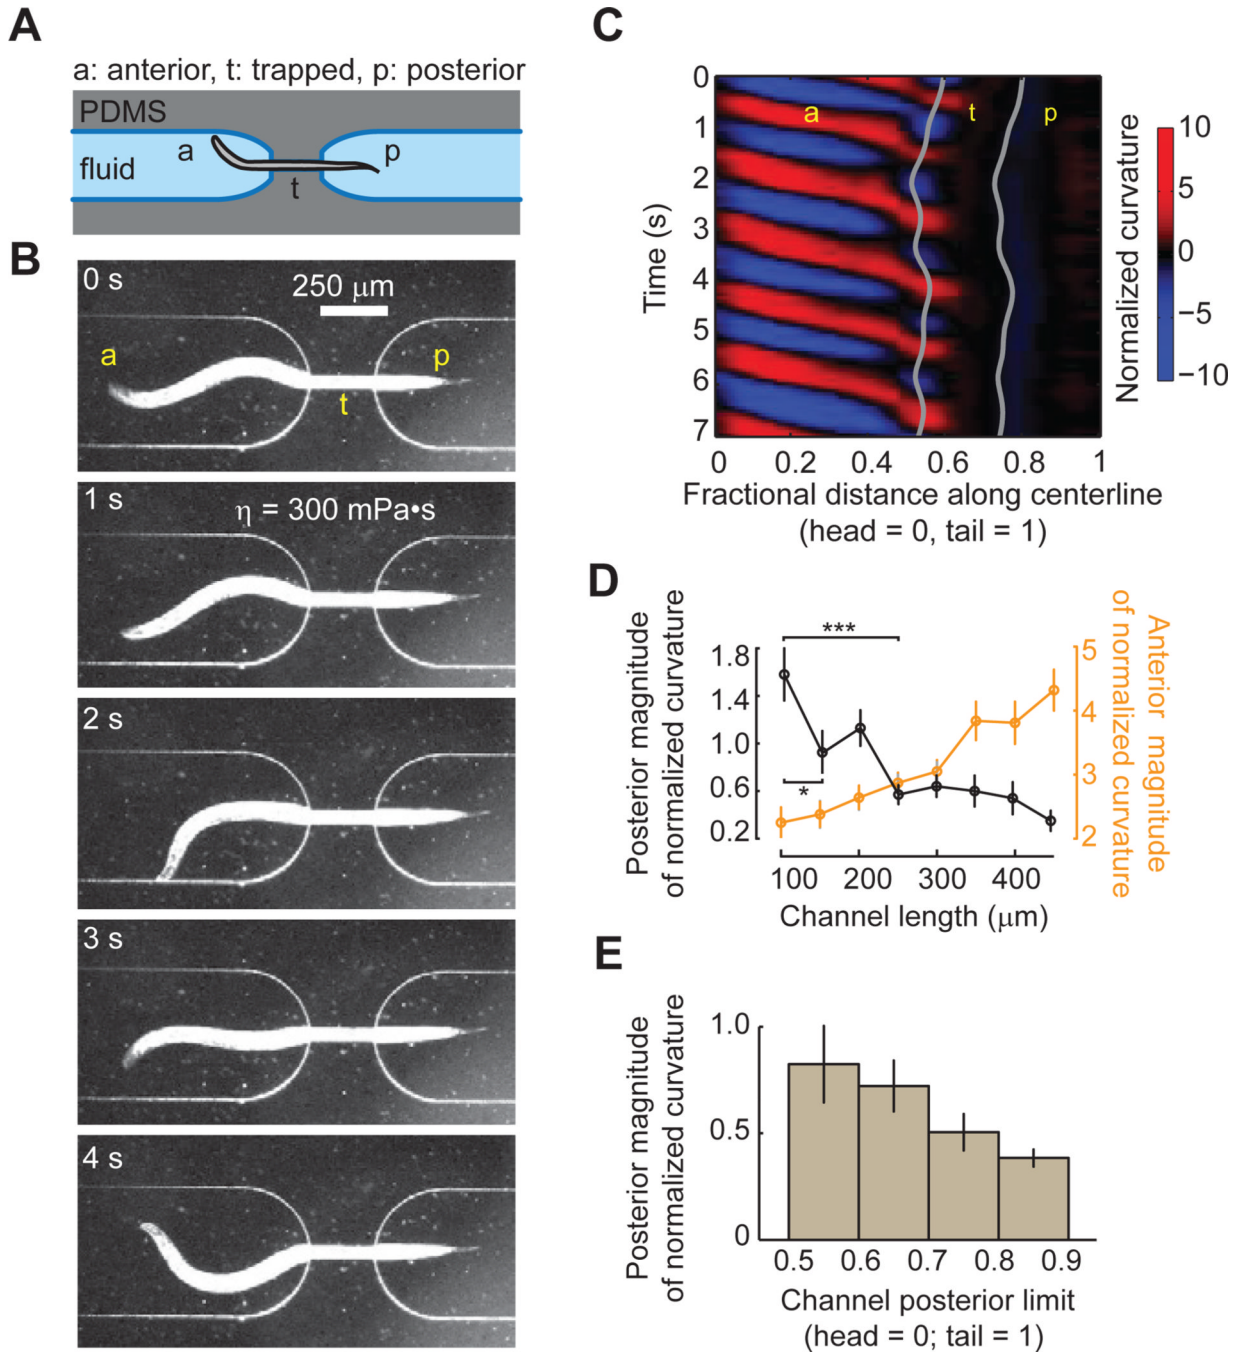 A
a: anterior, t: trapped, p: posterior
PDMS
fluid
a
t
p
B
0 s
250 μm
a
p
t
1 s
η = 300 mPa•s
2 s
3 s
4 s
C
a
t
p
Time (s)
0
1
2
3
4
5
6
7
0
0.2
0.4
0.6
0.8
1
Fractional distance along centerline
(head = 0, tail = 1)
Normalized curvature
10
5
0
−5
−10
D
Posterior magnitude
of normalized curvature
1.8
1.4
1.0
0.6
0.2
***
*
Anterior magnitude
of normalized curvature
5
4
3
2
100
200
300
400
Channel length (μm)
E
Posterior magnitude
of normalized curvature
1.0
0.5
0
0.5
0.6
0.7
0.8
0.9
Channel posterior limit
(head = 0; tail = 1)